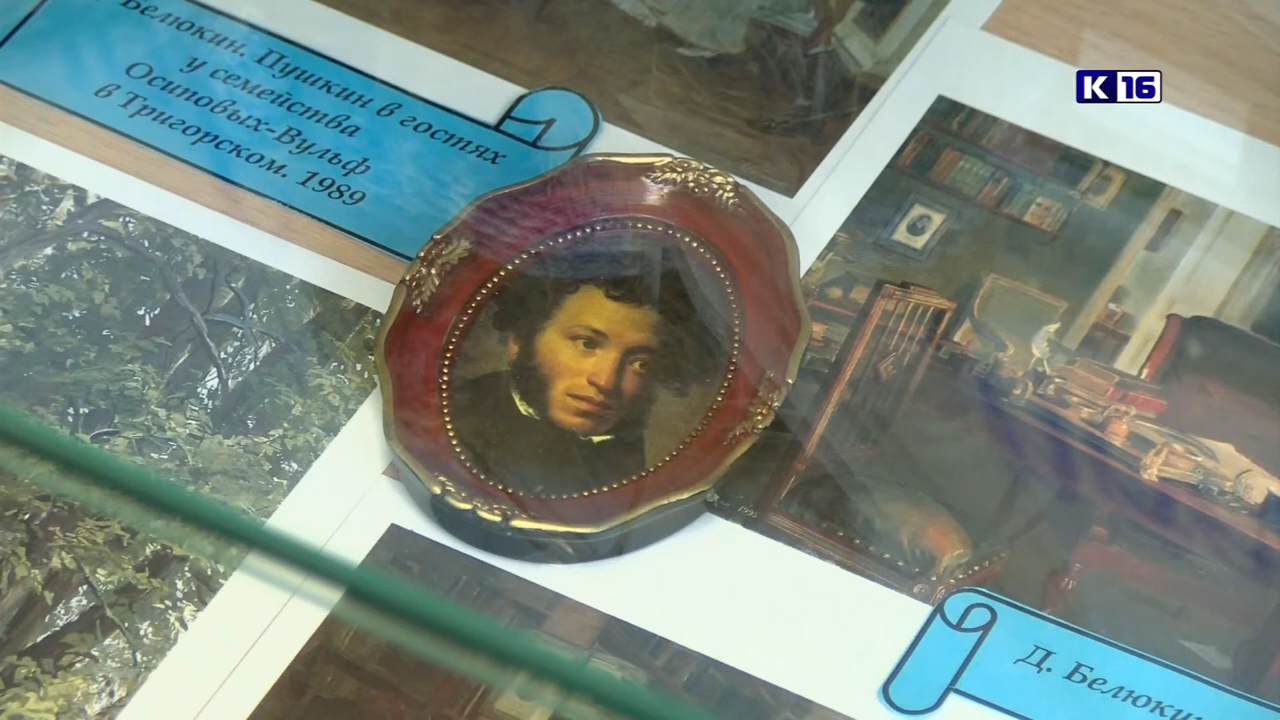 К 16
Белюкин. Пушкин в гостях
у семейства
Осиповых-Вульф
в Тригорском. 1989
Д. Белюкин